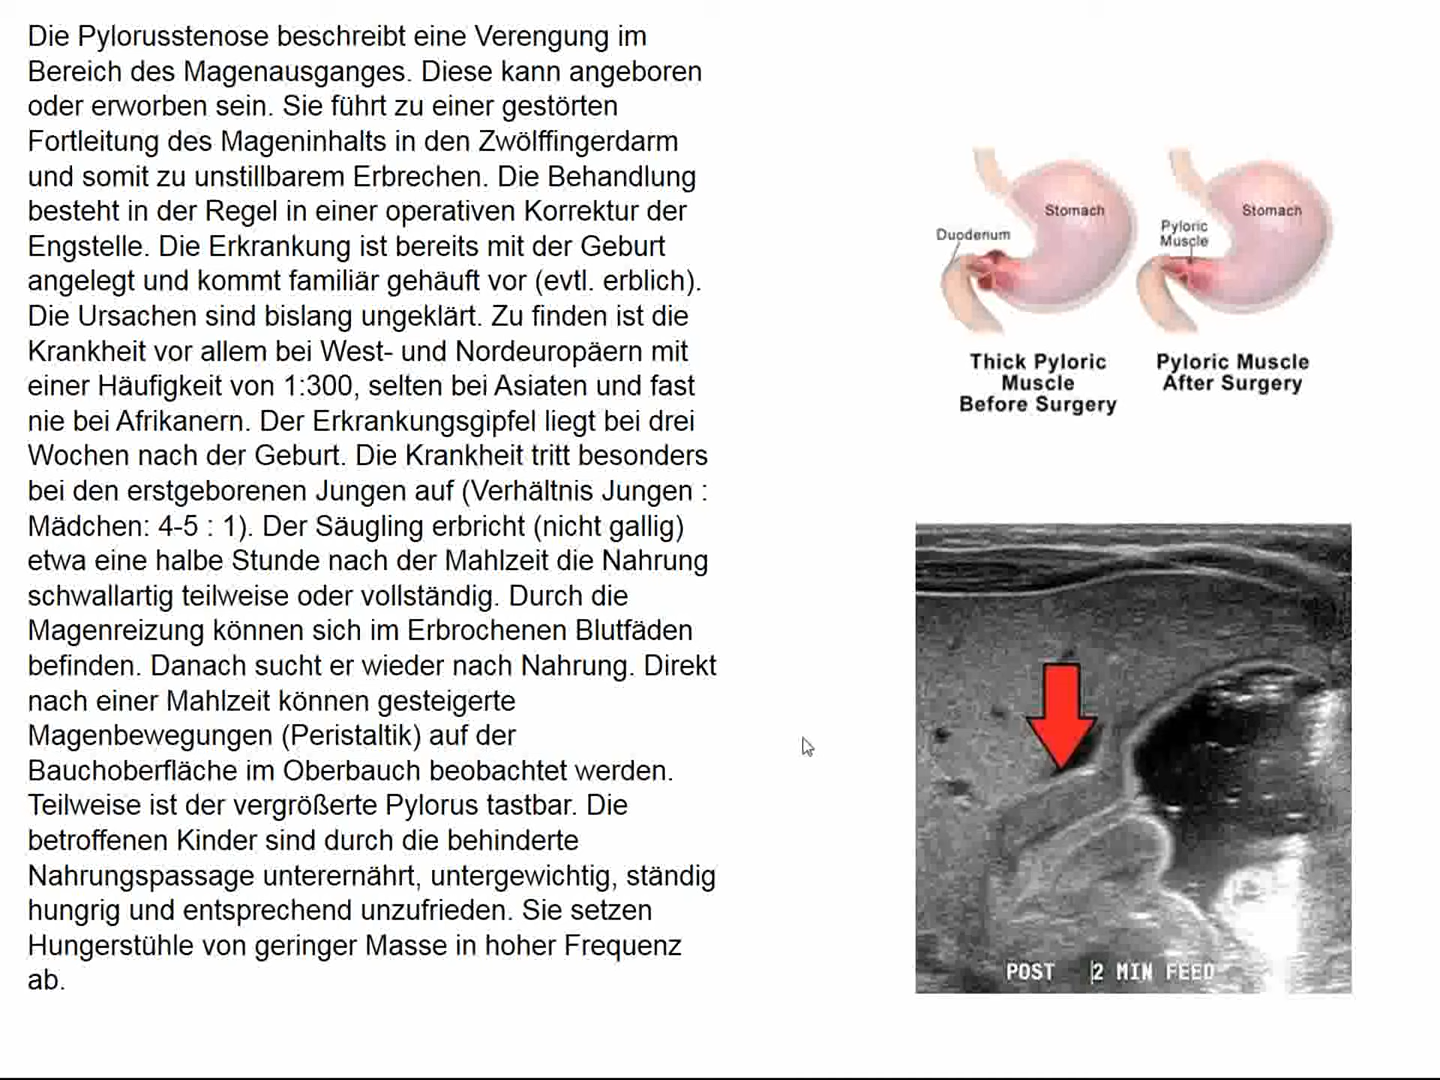 Die Pylorusstenose beschreibt eine Verengung im
Bereich des Magenausganges. Diese kann angeboren
oder erworben sein. Sie führt zu einer gestörten
Fortleitung des Mageninhalts in den Zwölffingerdarm
und somit zu unstillbarem Erbrechen. Die Behandlung
besteht in der Regel in einer operativen Korrektur der
Engstelle. Die Erkrankung ist bereits mit der Geburt
angelegt und kommt familiär gehäuft vor (evtl. erblich).
Die Ursachen sind bislang ungeklärt. Zu finden ist die
Krankheit vor allem bei West- und Nordeuropäern mit
einer Häufigkeit von 1:300, selten bei Asiaten und fast
nie bei Afrikanern. Der Erkrankungsgipfel liegt bei drei
Wochen nach der Geburt. Die Krankheit tritt besonders
bei den erstgeborenen Jungen auf (Verhältnis Jungen :
Mädchen: 4-5 : 1). Der Säugling erbricht (nicht gallig)
etwa eine halbe Stunde nach der Mahlzeit die Nahrung
schwallartig teilweise oder vollständig. Durch die
Magenreizung können sich im Erbrochenen Blutfäden
befinden. Danach sucht er wieder nach Nahrung. Direkt
nach einer Mahlzeit können gesteigerte
Magenbewegungen (Peristaltik) auf der
Bauchoberfläche im Oberbauch beobachtet werden.
Teilweise ist der vergrößerte Pylorus tastbar. Die
betroffenen Kinder sind durch die behinderte
Nahrungspassage unterernährt, untergewichtig, ständig
hungrig und entsprechend unzufrieden. Sie setzen
Hungerstühle von geringer Masse in hoher Frequenz
ab.
Stomach
Duodenum
Thick Pyloric
Muscle
Before Surgery
Stomach
Pyloric
Muscle
Pyloric Muscle
After Surgery
POST 2 MIN FEED